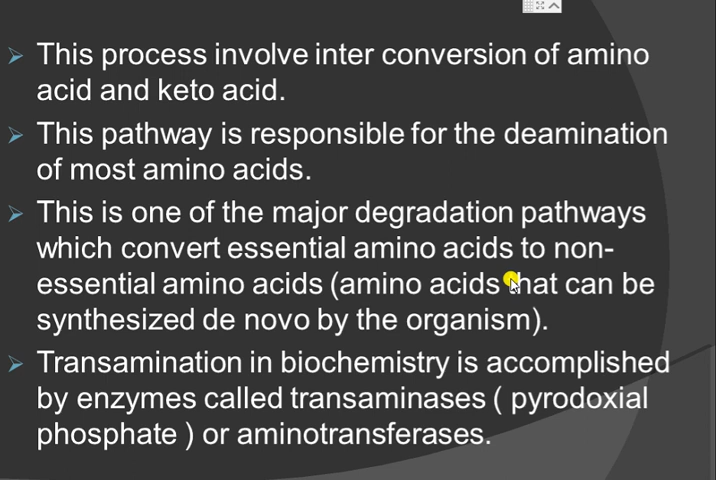 This process involve inter conversion of amino
acid and keto acid.
This pathway is responsible for the deamination
of most amino acids.
This is one of the major degradation pathways
which convert essential amino acids to non-
essential amino acids (amino acids that can be
synthesized de novo by the organism).
Transamination in biochemistry is accomplished
by enzymes called transaminases ( pyrodoxial
phosphate ) or aminotransferases.